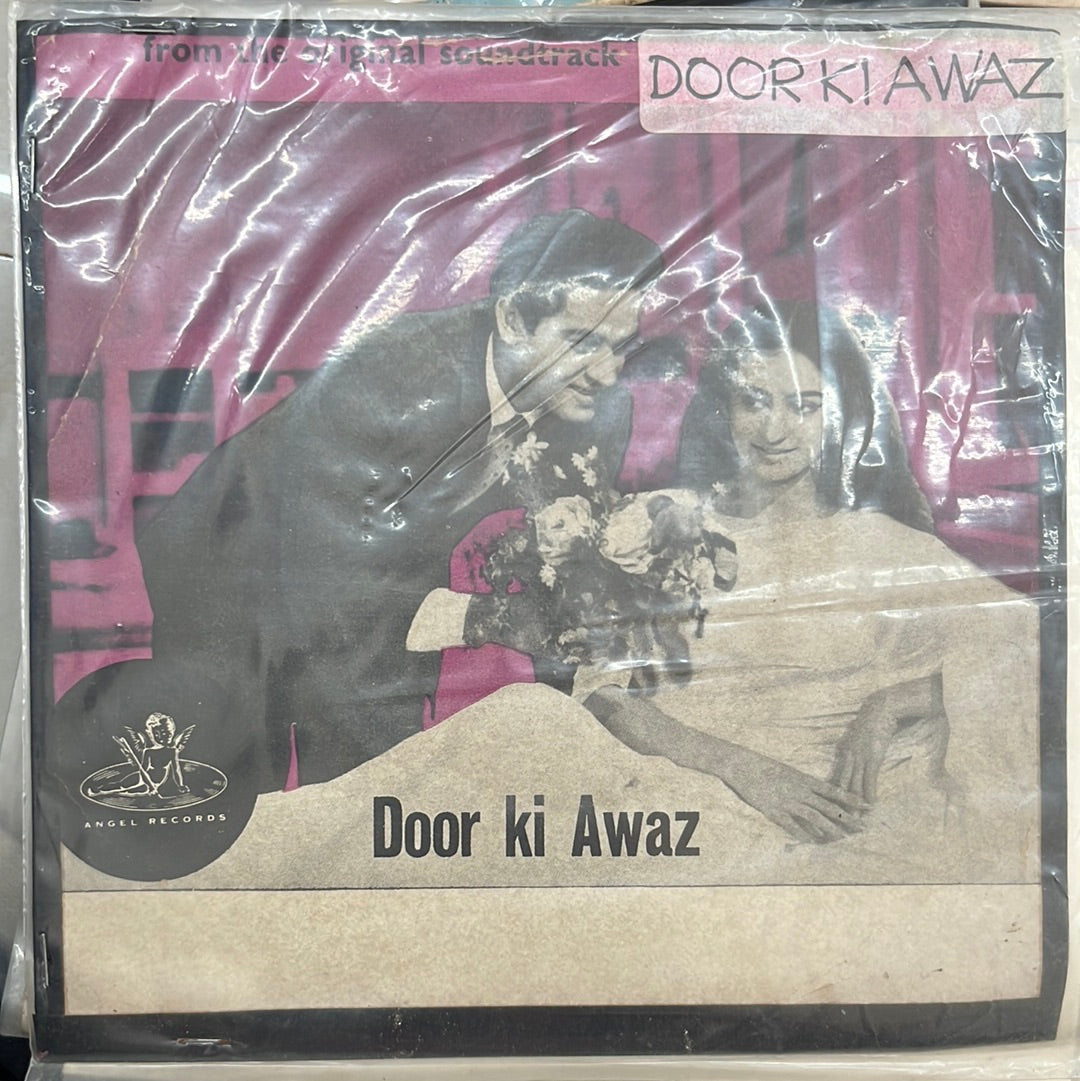 from the original soundtrack
DOOR KI AWAZ
ANGEL RECORDS
Door ki Awaz